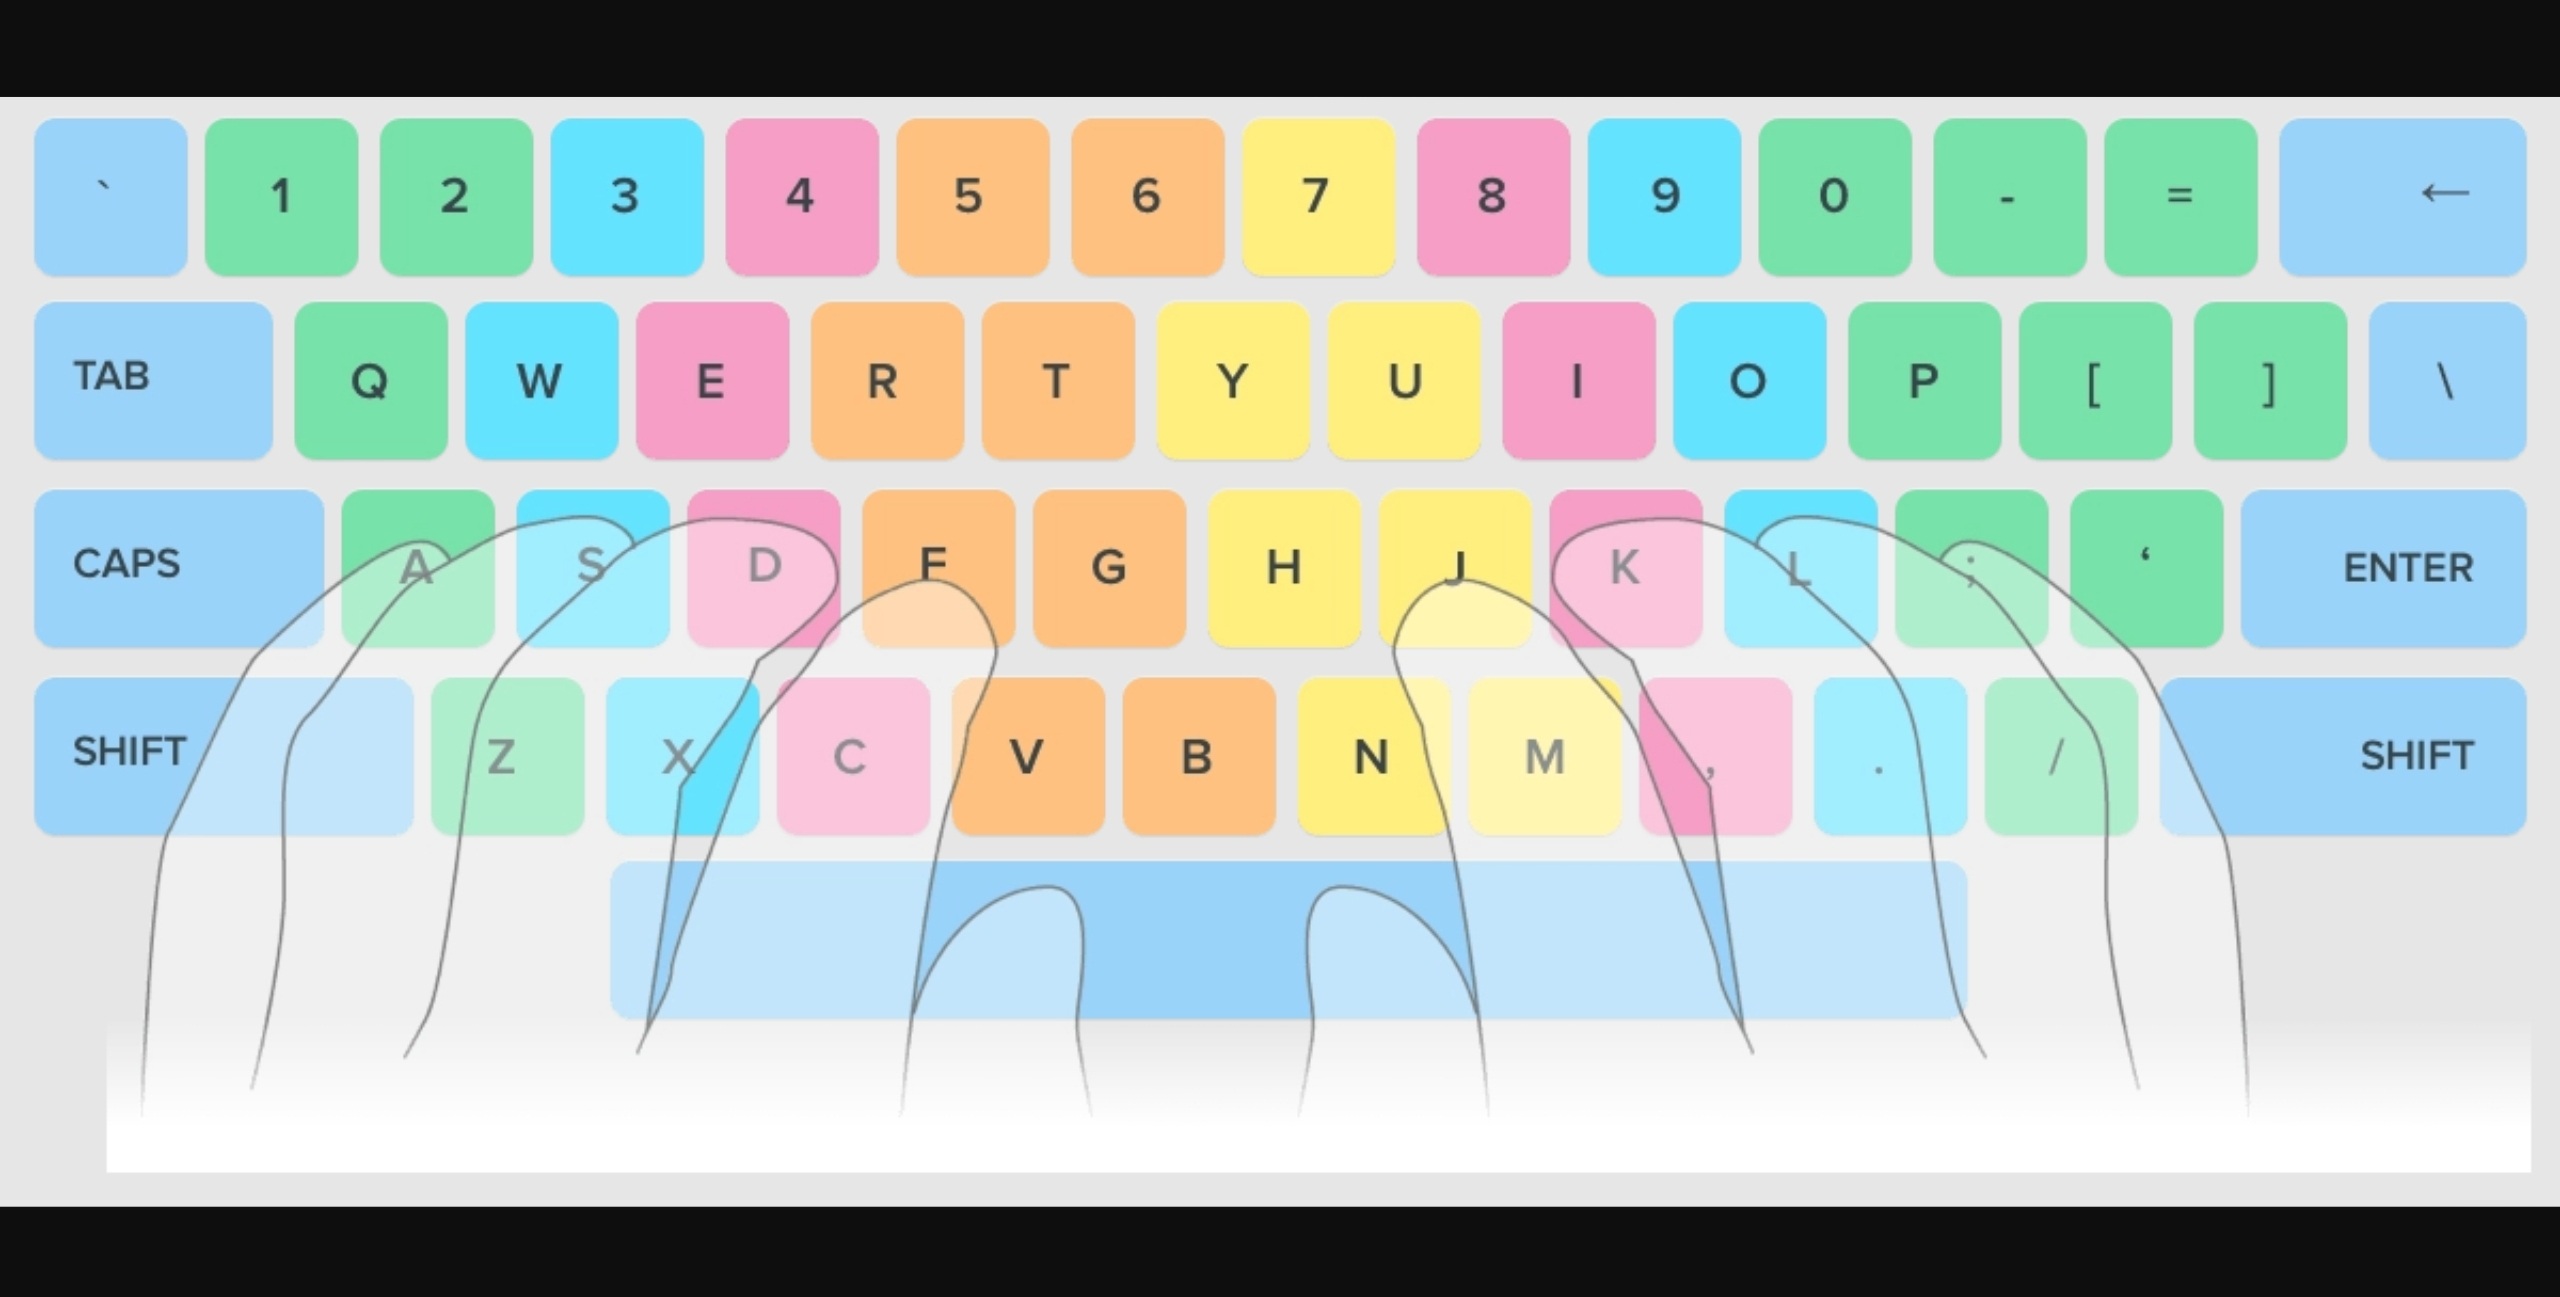 ` 1 2 3 4 5 6 7 8 9 0 - = ←
TAB Q W E R T Y U I O P [ ] \
CAPS A S D F G H J K L ; ‘ ENTER
SHIFT Z X C V B N M , . / SHIFT